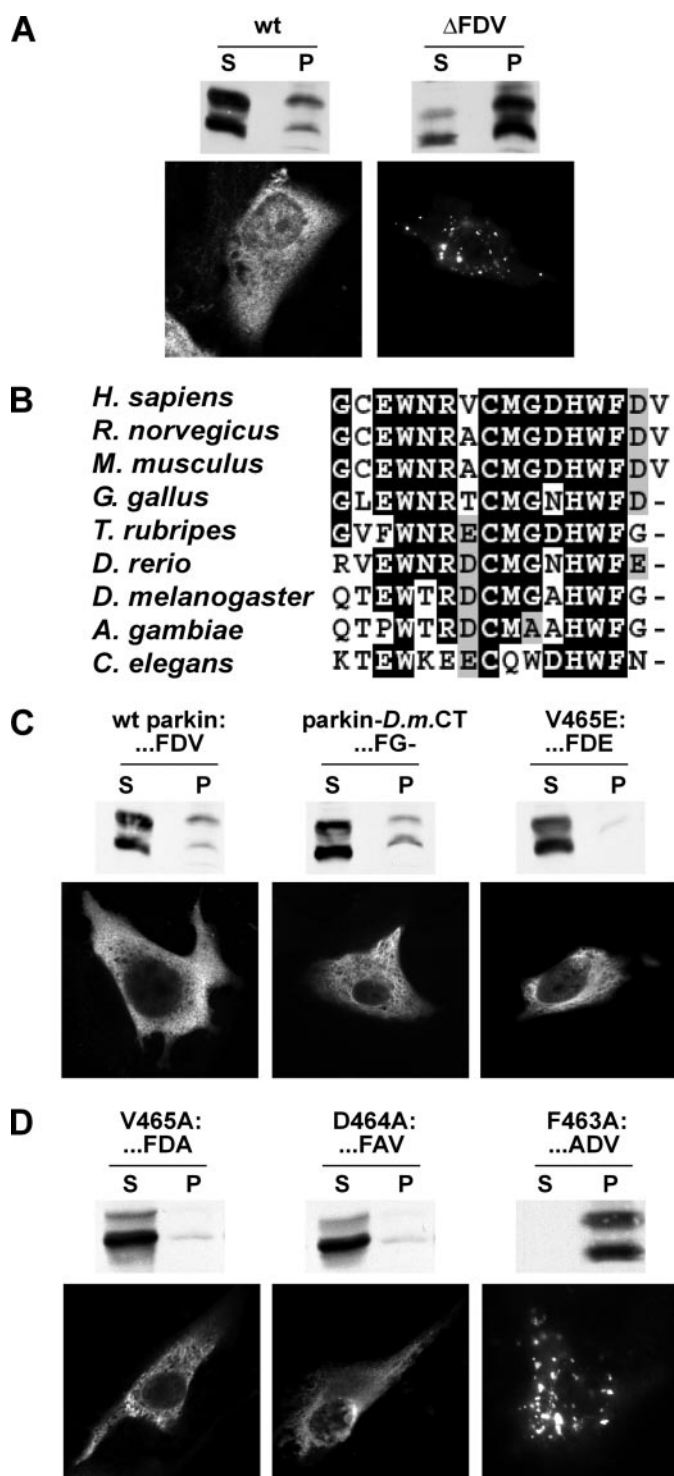 A
wt ΔFDV
S P S P
B
H. sapiens GCEWNRVCMGDHWFDV
R. norvegicus GCEWNRACMGDHWFDV
M. musculus GCEWNRACMGDHWFDV
G. gallus GLEWNRTCMGNHWFD-
T. rubripes GVFWNRECMGDHWFG-
D. rerio RVEWNRDCMGNHWFE-
D. melanogaster QTEWTRDCMGAHWFG-
A. gambiae QTPWTRDCMAAHWFG-
C. elegans KTEWKEECQWDHWFN-
C
wt parkin: parkin-D.m.CT V465E:
...FDV ...FG- ...FDE
S P S P S P
D
V465A: D464A: F463A:
...FDA ...FAV ...ADV
S P S P S P